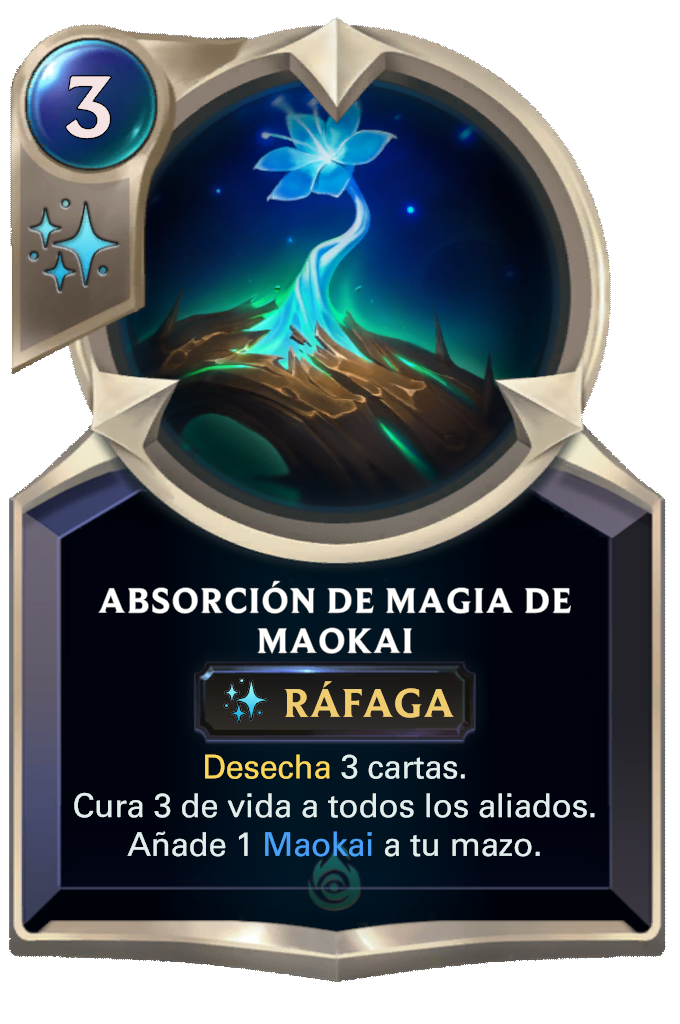 3
ABSORCIÓN DE MAGIA DE
MAOKAI
RÁFAGA
Desecha 3 cartas.
Cura 3 de vida a todos los aliados.
Añade 1 Maokai a tu mazo.